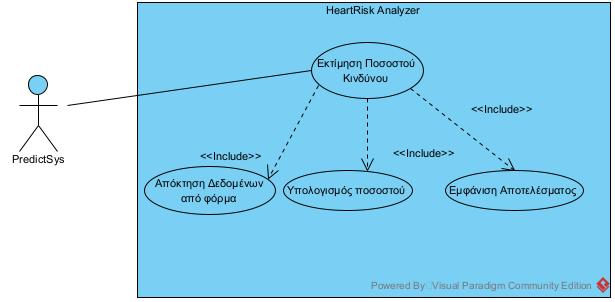 HeartRisk Analyzer
Εκτίμηση Ποσοστού
Κινδύνου
PredictSys
<<Include>>
<<Include>>
<<Include>>
Απόκτηση Δεδομένων
από φόρμα
Υπολογισμός ποσοστού
Εμφάνιση Αποτελέσματος
Powered By Visual Paradigm Community Edition